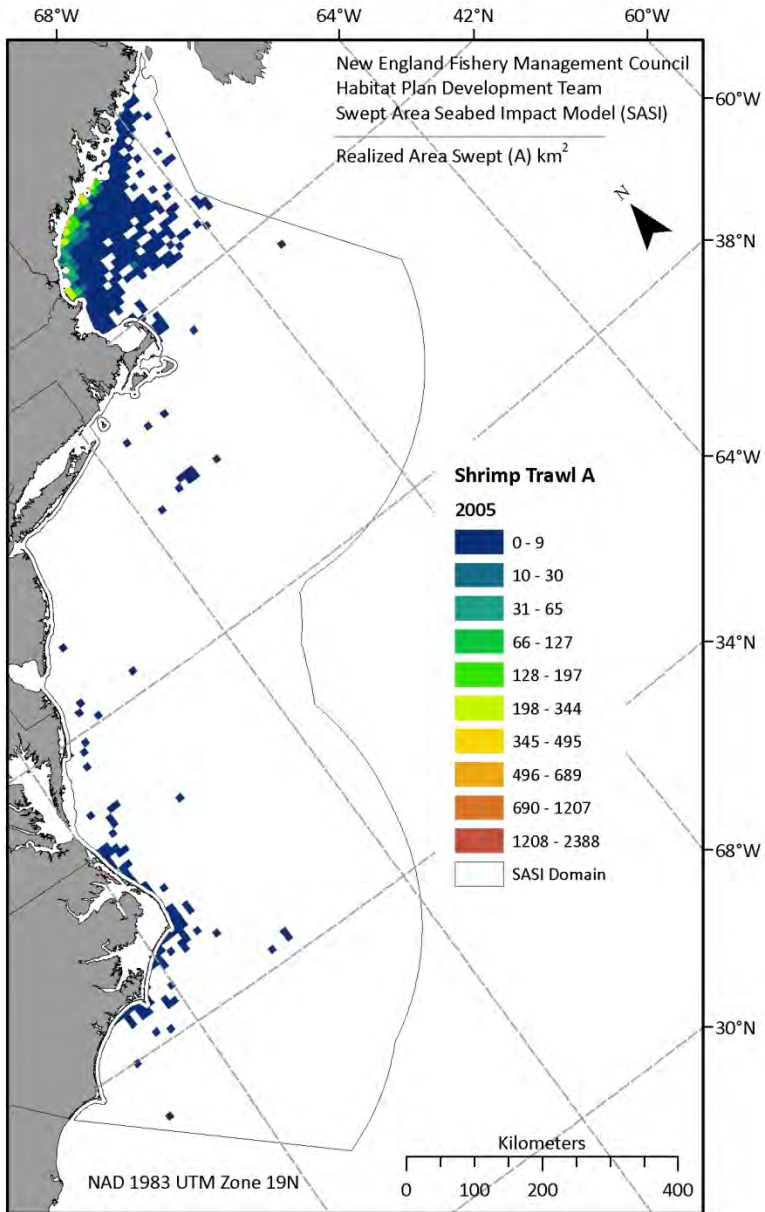 68°W 64°W 42°N 60°W
New England Fishery Management Council
Habitat Plan Development Team
Swept Area Seabed Impact Model (SASI)
Realized Area Swept (A) km²
60°W
N
38°N
64°W
Shrimp Trawl A
2005
0 - 9
10 - 30
31 - 65
66 - 127
128 - 197
198 - 344
345 - 495
496 - 689
690 - 1207
1208 - 2388
SASI Domain
34°N
68°W
30°N
Kilometers
0 100 200 300 400
NAD 1983 UTM Zone 19N